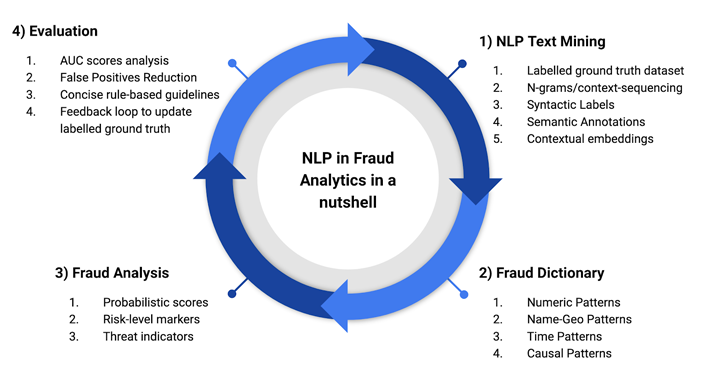 NLP in Fraud
Analytics in a
nutshell
1) NLP Text Mining
1. Labelled ground truth dataset
2. N-grams/context-sequencing
3. Syntactic Labels
4. Semantic Annotations
5. Contextual embeddings
2) Fraud Dictionary
1. Numeric Patterns
2. Name-Geo Patterns
3. Time Patterns
4. Causal Patterns
3) Fraud Analysis
1. Probabilistic scores
2. Risk-level markers
3. Threat indicators
4) Evaluation
1. AUC scores analysis
2. False Positives Reduction
3. Concise rule-based guidelines
4. Feedback loop to update
labelled ground truth